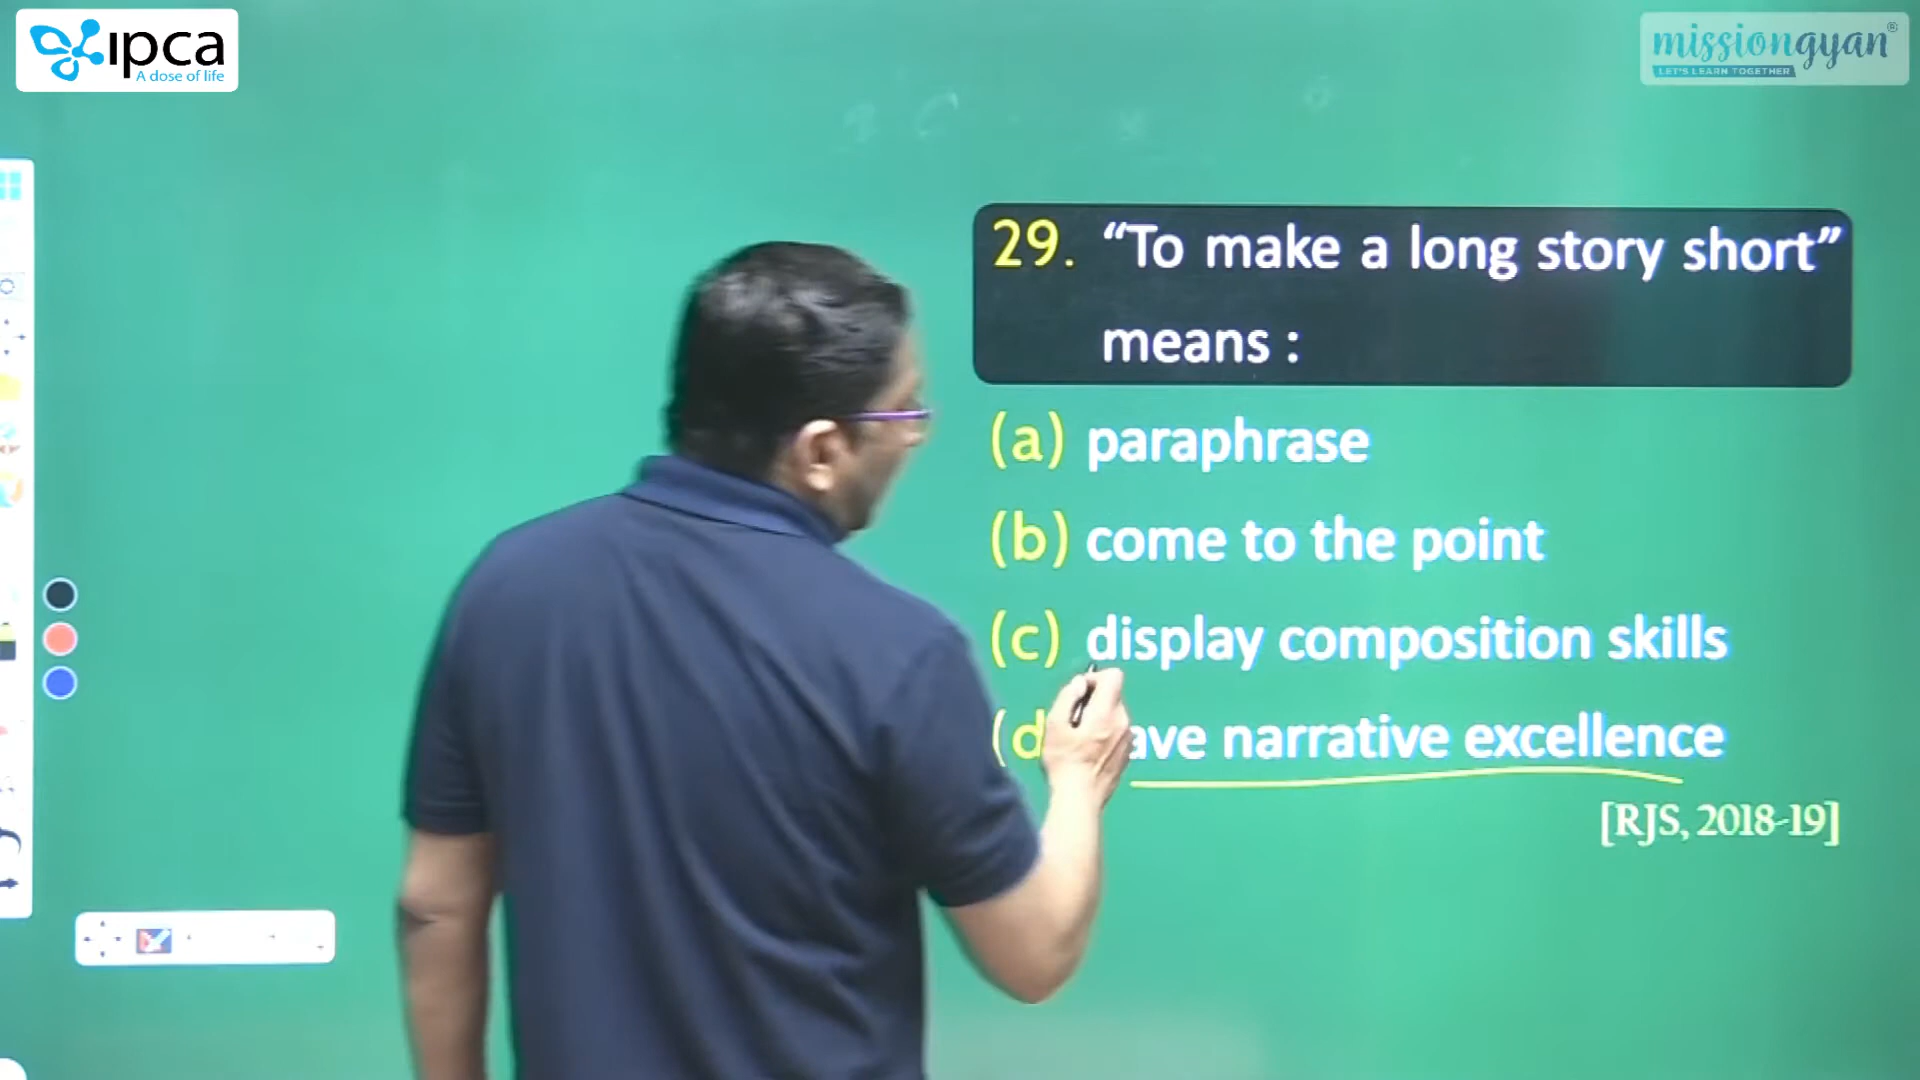 ipca
A dose of life
missiongyan®
LET'S LEARN TOGETHER
29. “To make a long story short”
means :
(a) paraphrase
(b) come to the point
(c) display composition skills
(d ave narrative excellence
[RJS, 2018-19]